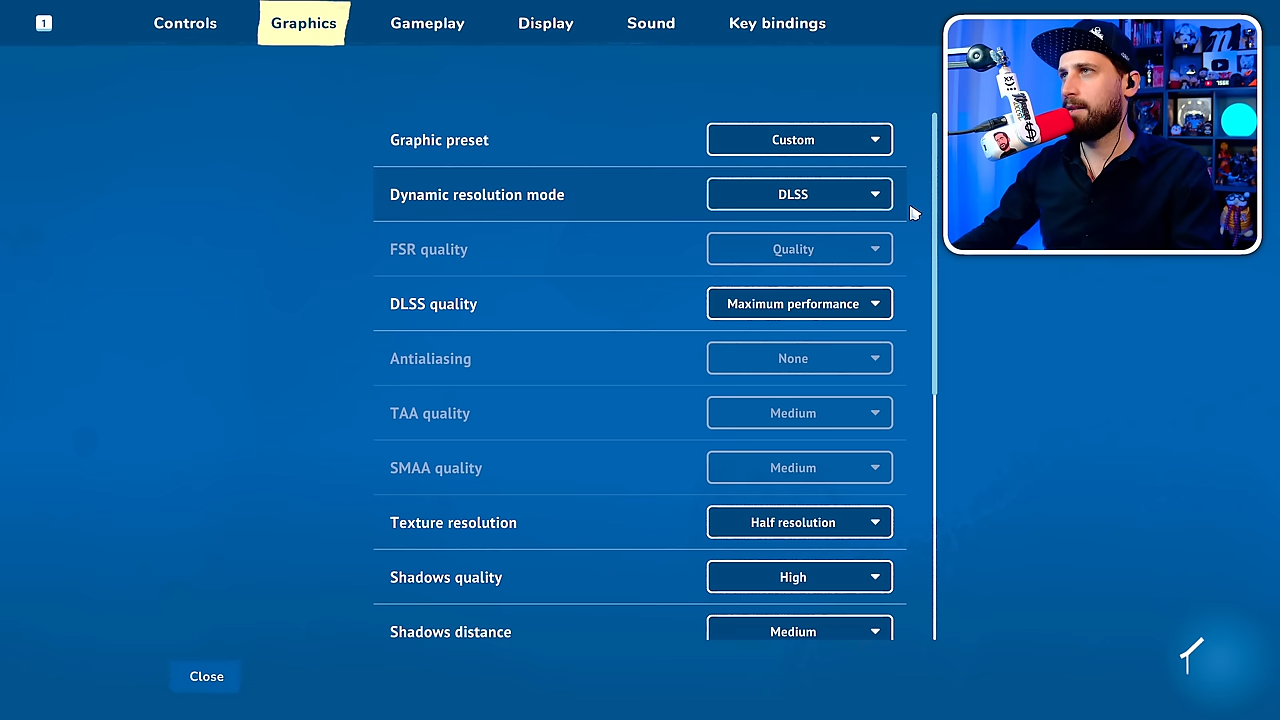 1
Controls
Graphics
Gameplay
Display
Sound
Key bindings
Graphic preset
Custom
Dynamic resolution mode
DLSS
FSR quality
Quality
DLSS quality
Maximum performance
Antialiasing
None
TAA quality
Medium
SMAA quality
Medium
Texture resolution
Half resolution
Shadows quality
High
Shadows distance
Medium
Close